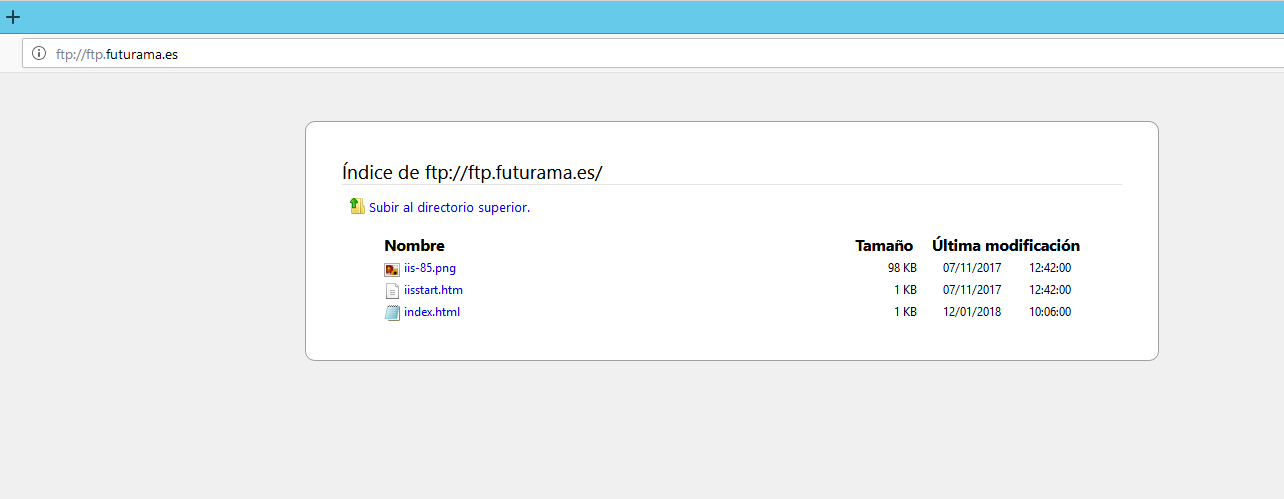 ftp://ftp.futurama.es
Índice de ftp://ftp.futurama.es/
Subir al directorio superior.
Nombre Tamaño Última modificación
iis-85.png 98 KB 07/11/2017 12:42:00
iisstart.htm 1 KB 07/11/2017 12:42:00
index.html 1 KB 12/01/2018 10:06:00